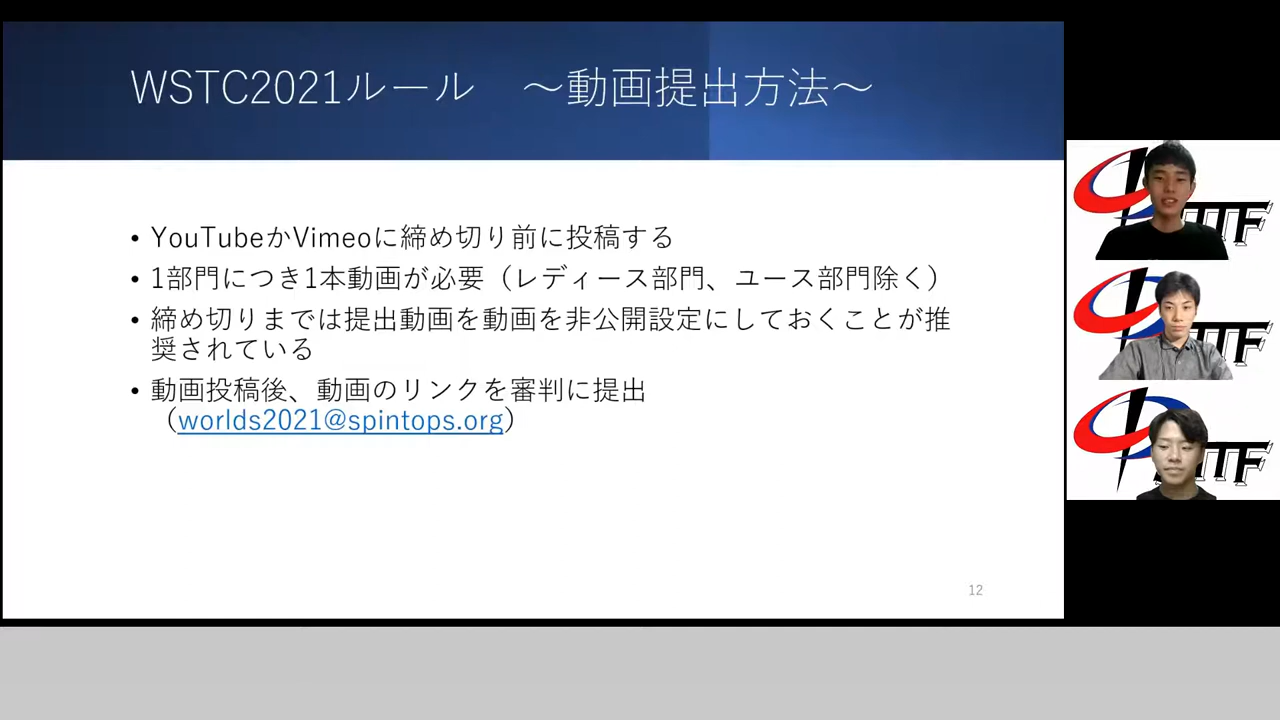 WSTC2021ルール　～動画提出方法～
• YouTubeかVimeoに締め切り前に投稿する
• 1部門につき1本動画が必要（レディース部門、ユース部門除く）
• 締め切りまでは提出動画を動画を非公開設定にしておくことが推
奨されている
• 動画投稿後、動画のリンクを審判に提出
（worlds2021@spintops.org）
12